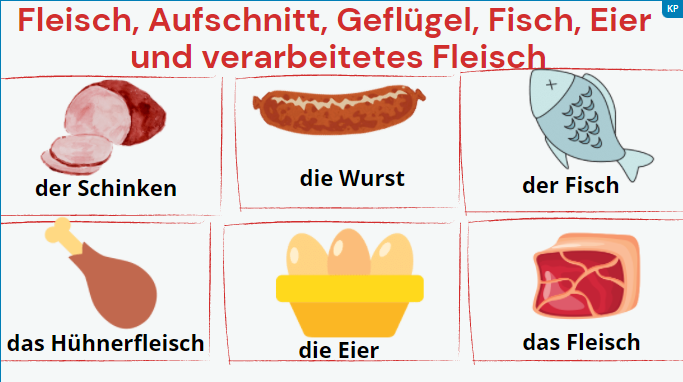 Fleisch, Aufschnitt, Geflügel, Fisch, Eier
und verarbeitetes Fleisch
KP
der Schinken
die Wurst
der Fisch
das Hühnerfleisch
die Eier
das Fleisch